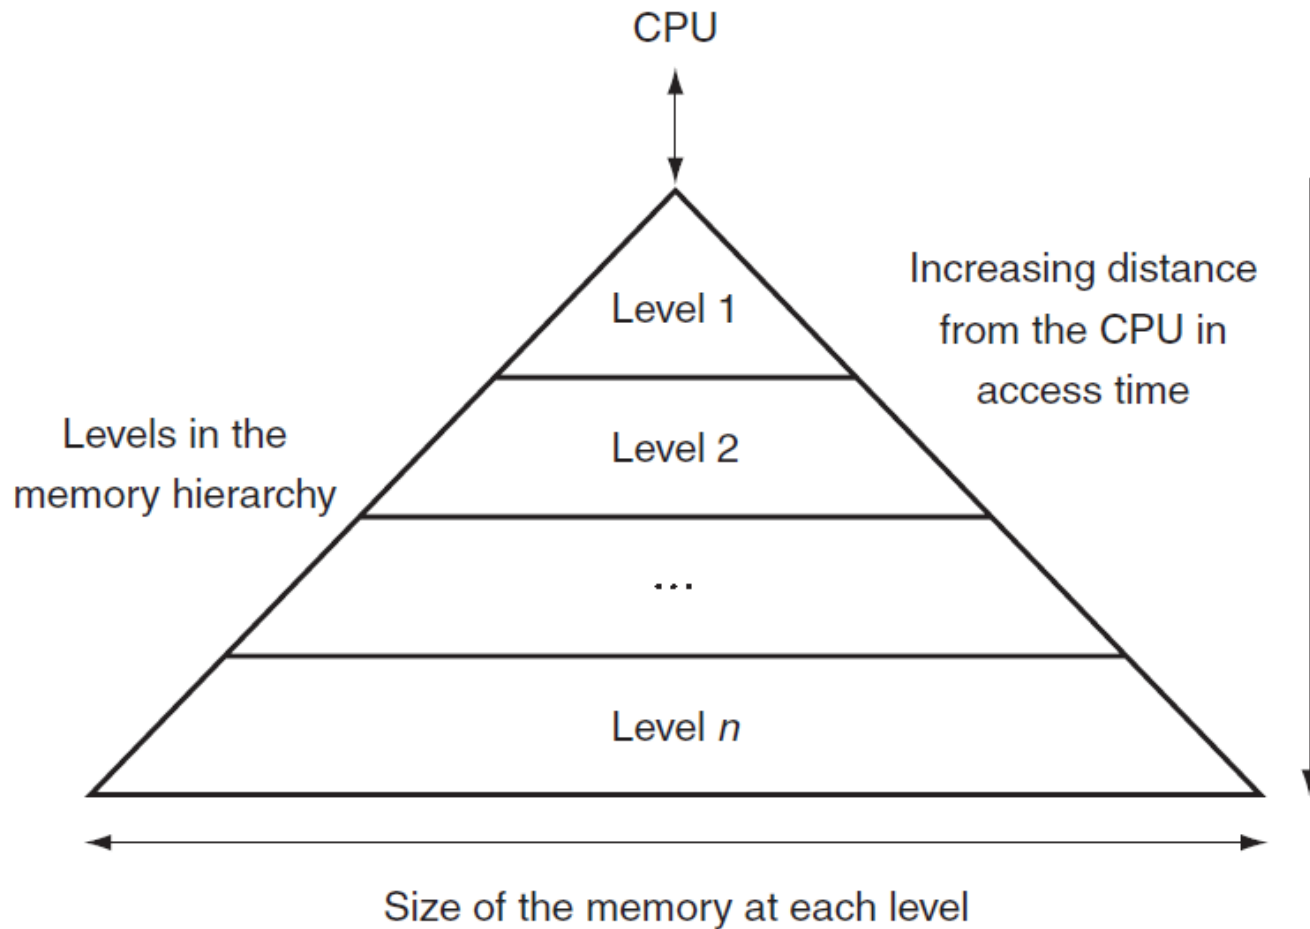 CPU
Level 1
Increasing distance
from the CPU in
access time
Levels in the
memory hierarchy
Level 2
...
Level n
Size of the memory at each level